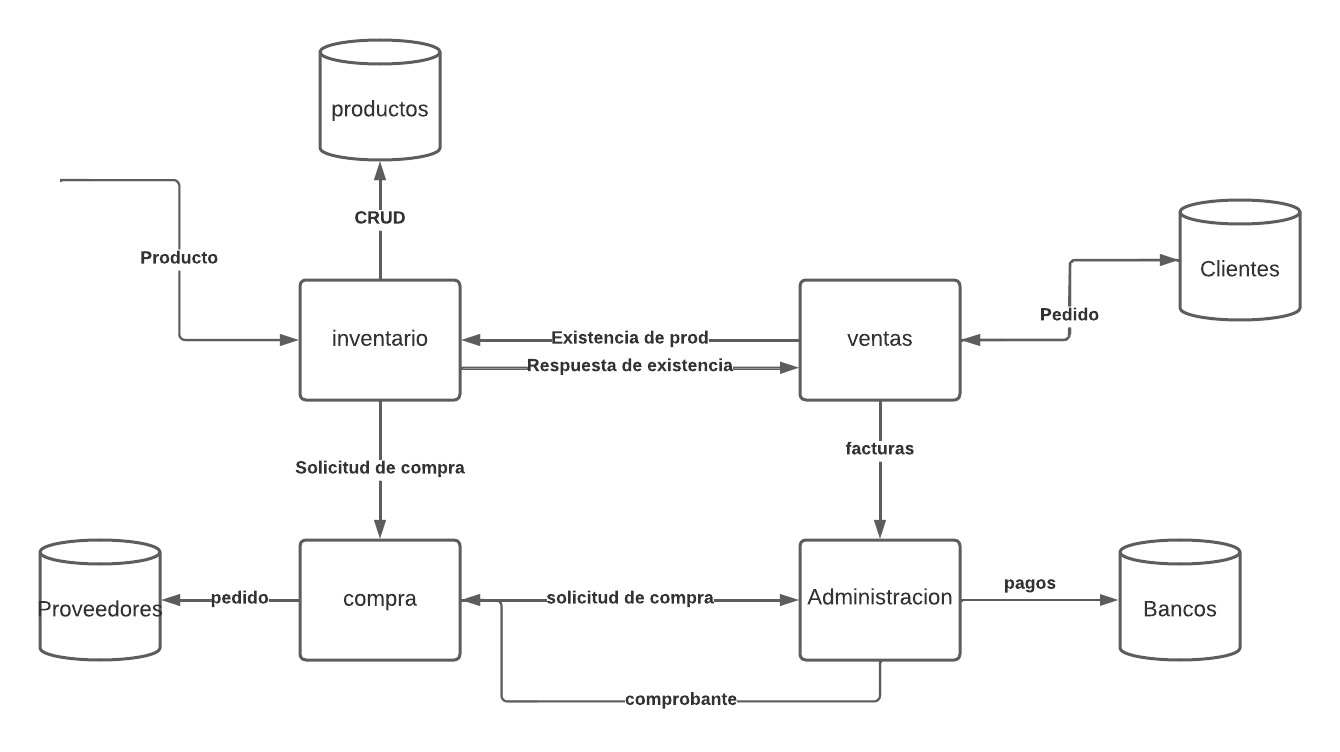 productos
CRUD
Producto
Clientes
Pedido
inventario
Existencia de prod
Respuesta de existencia
ventas
facturas
Solicitud de compra
Proveedores
pedido
compra
solicitud de compra
Administracion
pagos
Bancos
comprobante